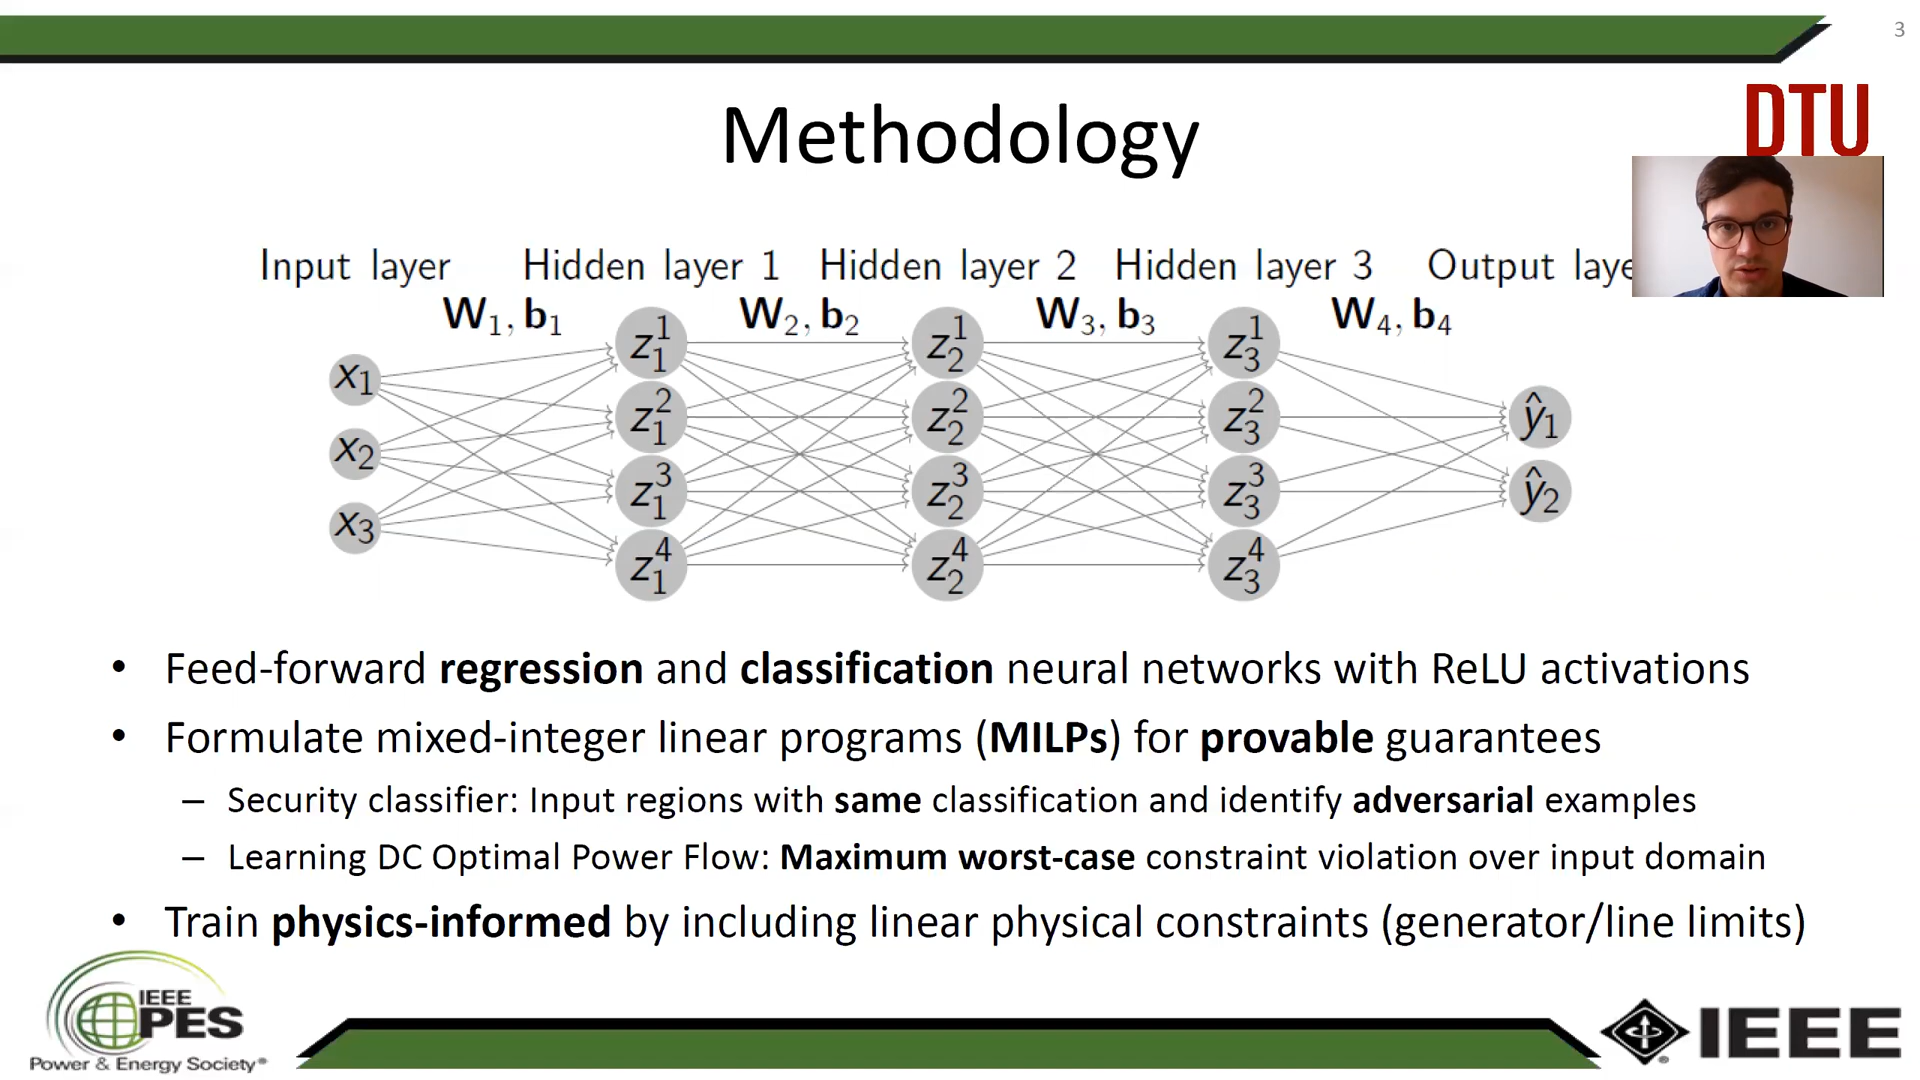 3
DTU
Methodology
Input layer Hidden layer 1 Hidden layer 2 Hidden layer 3 Output laye
W₁, b₁ W₂, b₂ W₃, b₃ W₄, b₄
x₁ z₁¹ z₂¹ z₃¹
x₂ z₁² z₂² z₃² ŷ₁
x₃ z₁³ z₂³ z₃³ ŷ₂
z₁⁴ z₂⁴ z₃⁴
• Feed-forward regression and classification neural networks with ReLU activations
• Formulate mixed-integer linear programs (MILPs) for provable guarantees
– Security classifier: Input regions with same classification and identify adversarial examples
– Learning DC Optimal Power Flow: Maximum worst-case constraint violation over input domain
• Train physics-informed by including linear physical constraints (generator/line limits)
IEEE
PES
Power & Energy Society®
IEEE